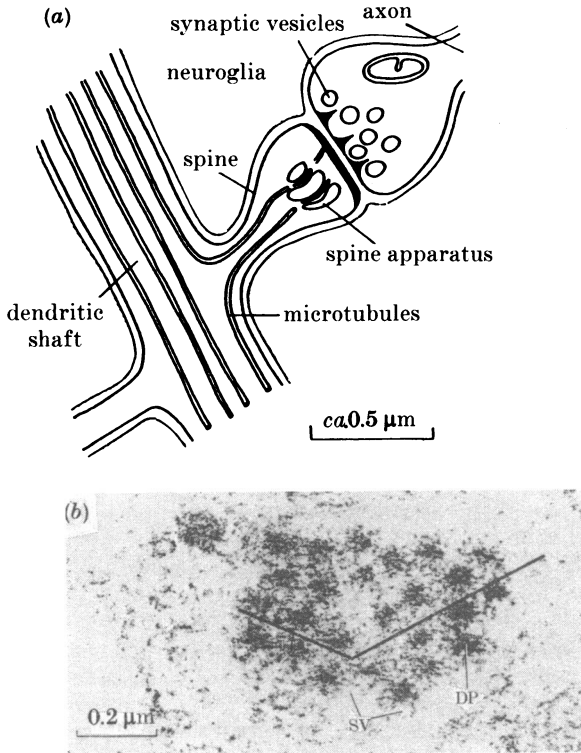 (a)
synaptic vesicles
axon
neuroglia
spine
spine apparatus
dendritic
shaft
microtubules
ca.0.5 μm
(b)
0.2 μm
SV
DP